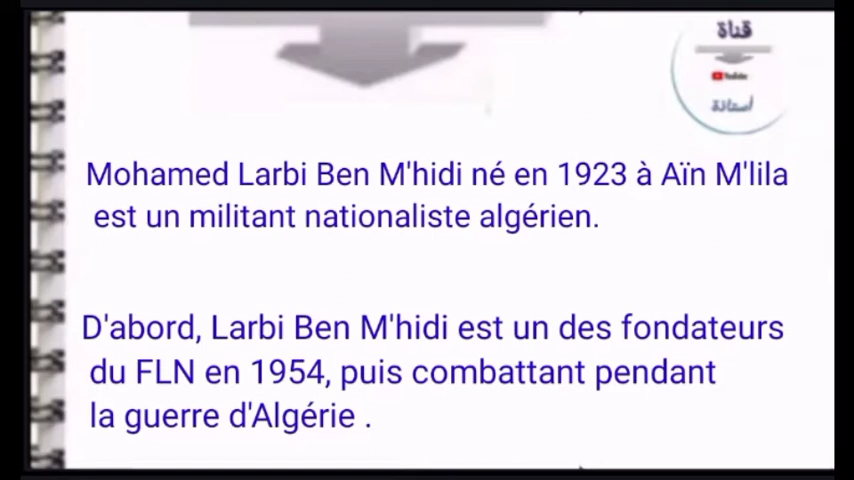 قناة
YouTube
أستاذة
Mohamed Larbi Ben M'hidi né en 1923 à Aïn M'lila
est un militant nationaliste algérien.
D'abord, Larbi Ben M'hidi est un des fondateurs
du FLN en 1954, puis combattant pendant
la guerre d'Algérie .